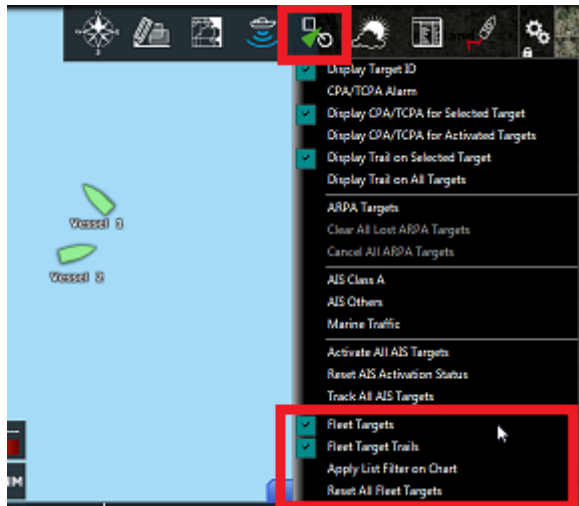 Display Target ID
CPA/TCPA Alarm
Display CPA/TCPA for Selected Target
Display CPA/TCPA for Activated Targets
Display Trail on Selected Target
Display Trail on All Targets
ARPA Targets
Clear All Lost ARPA Targets
Cancel All ARPA Targets
AIS Class A
AIS Others
Marine Traffic
Activate All AIS Targets
Reset AIS Activation Status
Track All AIS Targets
Fleet Targets
Fleet Target Trails
Apply List Filter on Chart
Reset All Fleet Targets
Vessel 1
Vessel 2